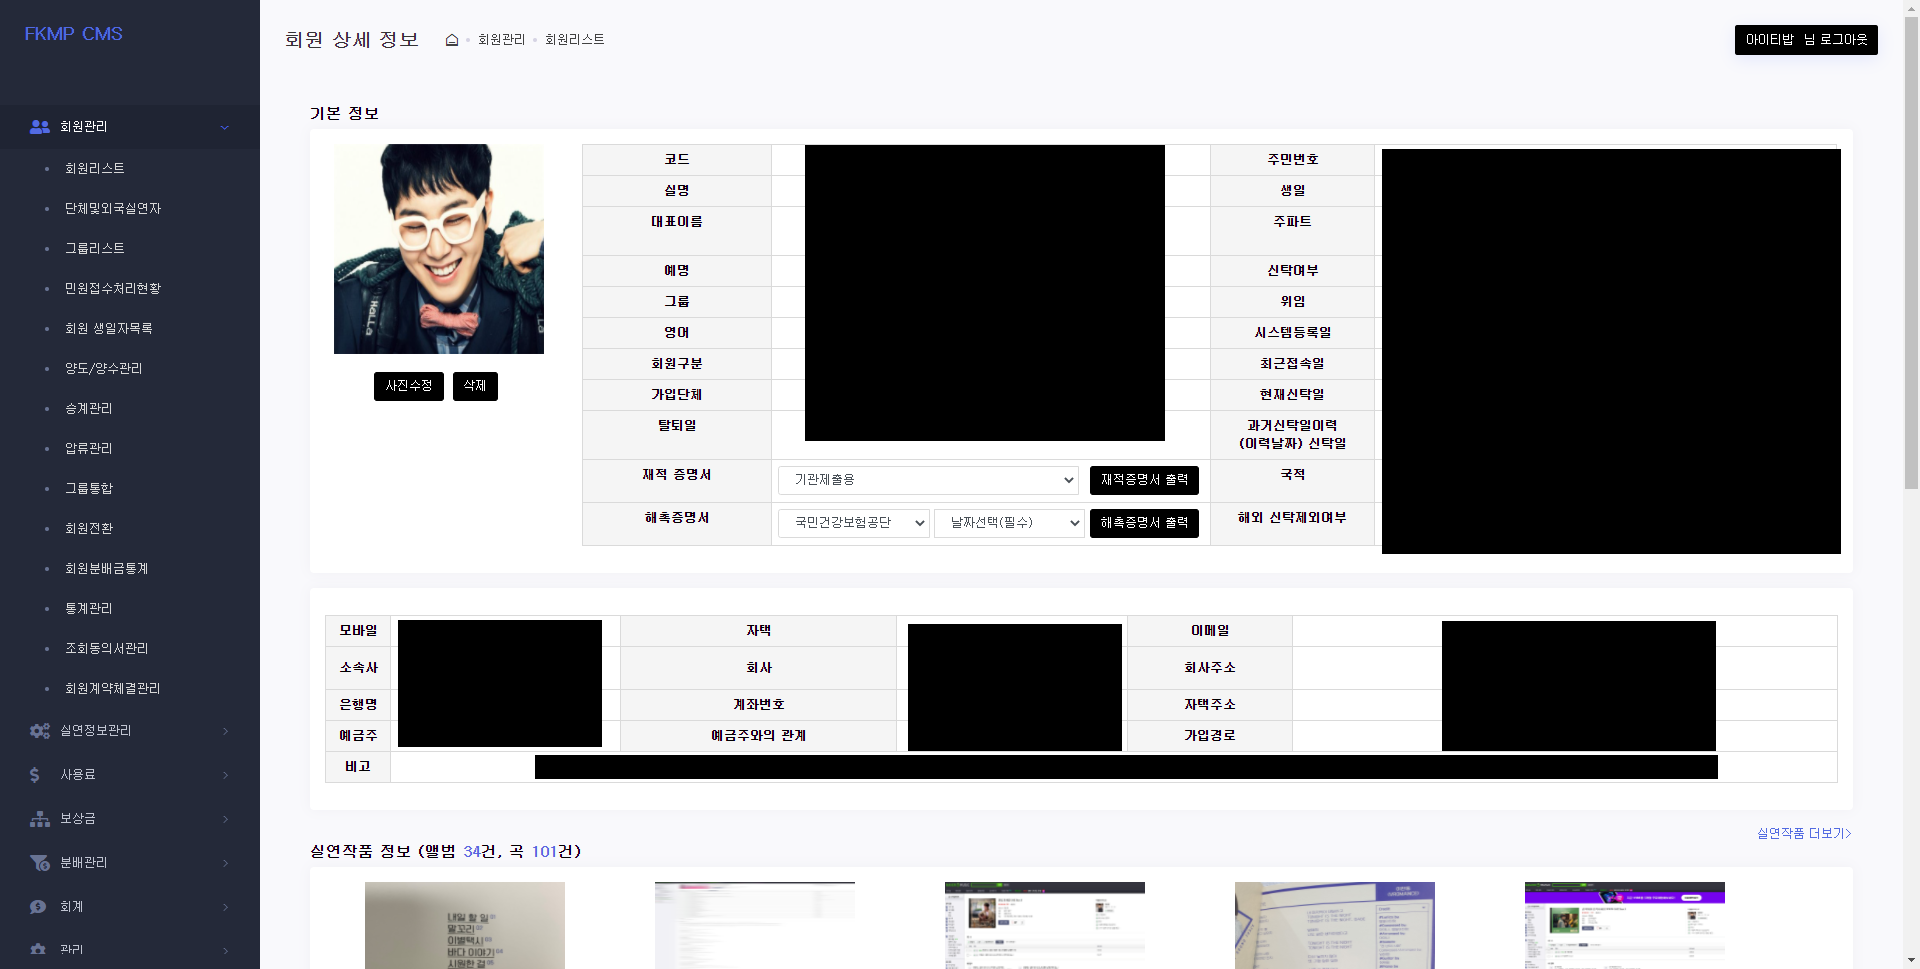 FKMP CMS
회원관리
회원리스트
단체및외국실연자
그룹리스트
민원접수처리현황
회원 생일자목록
양도/양수관리
승계관리
압류관리
그룹통합
회원전환
회원분배금통계
통계관리
조회동의서관리
회원계약체결관리
실연정보관리
사용료
보상금
분배관리
회계
관리
회원 상세 정보
회원관리
회원리스트
아이티밥 님 로그아웃
기본 정보
사진수정
삭제
코드
주민번호
실명
생일
대표이름
주파트
예명
신탁여부
그룹
위임
영어
시스템등록일
회원구분
최근접속일
가입단체
현재신탁일
탈퇴일
과거신탁일이력
(이력날짜) 신탁일
재적 증명서
기관제출용
재적증명서 출력
국적
해촉증명서
국민건강보험공단
날짜선택(필수)
해촉증명서 출력
해외 신탁제외여부
모바일
자택
이메일
소속사
회사
회사주소
은행명
계좌번호
자택주소
예금주
예금주와의 관계
가입경로
비고
실연작품 더보기>
실연작품 정보 (앨범 34건, 곡 101건)
내일 할 일
말꼬리
이별택시
바다 이야기
시원한 걸